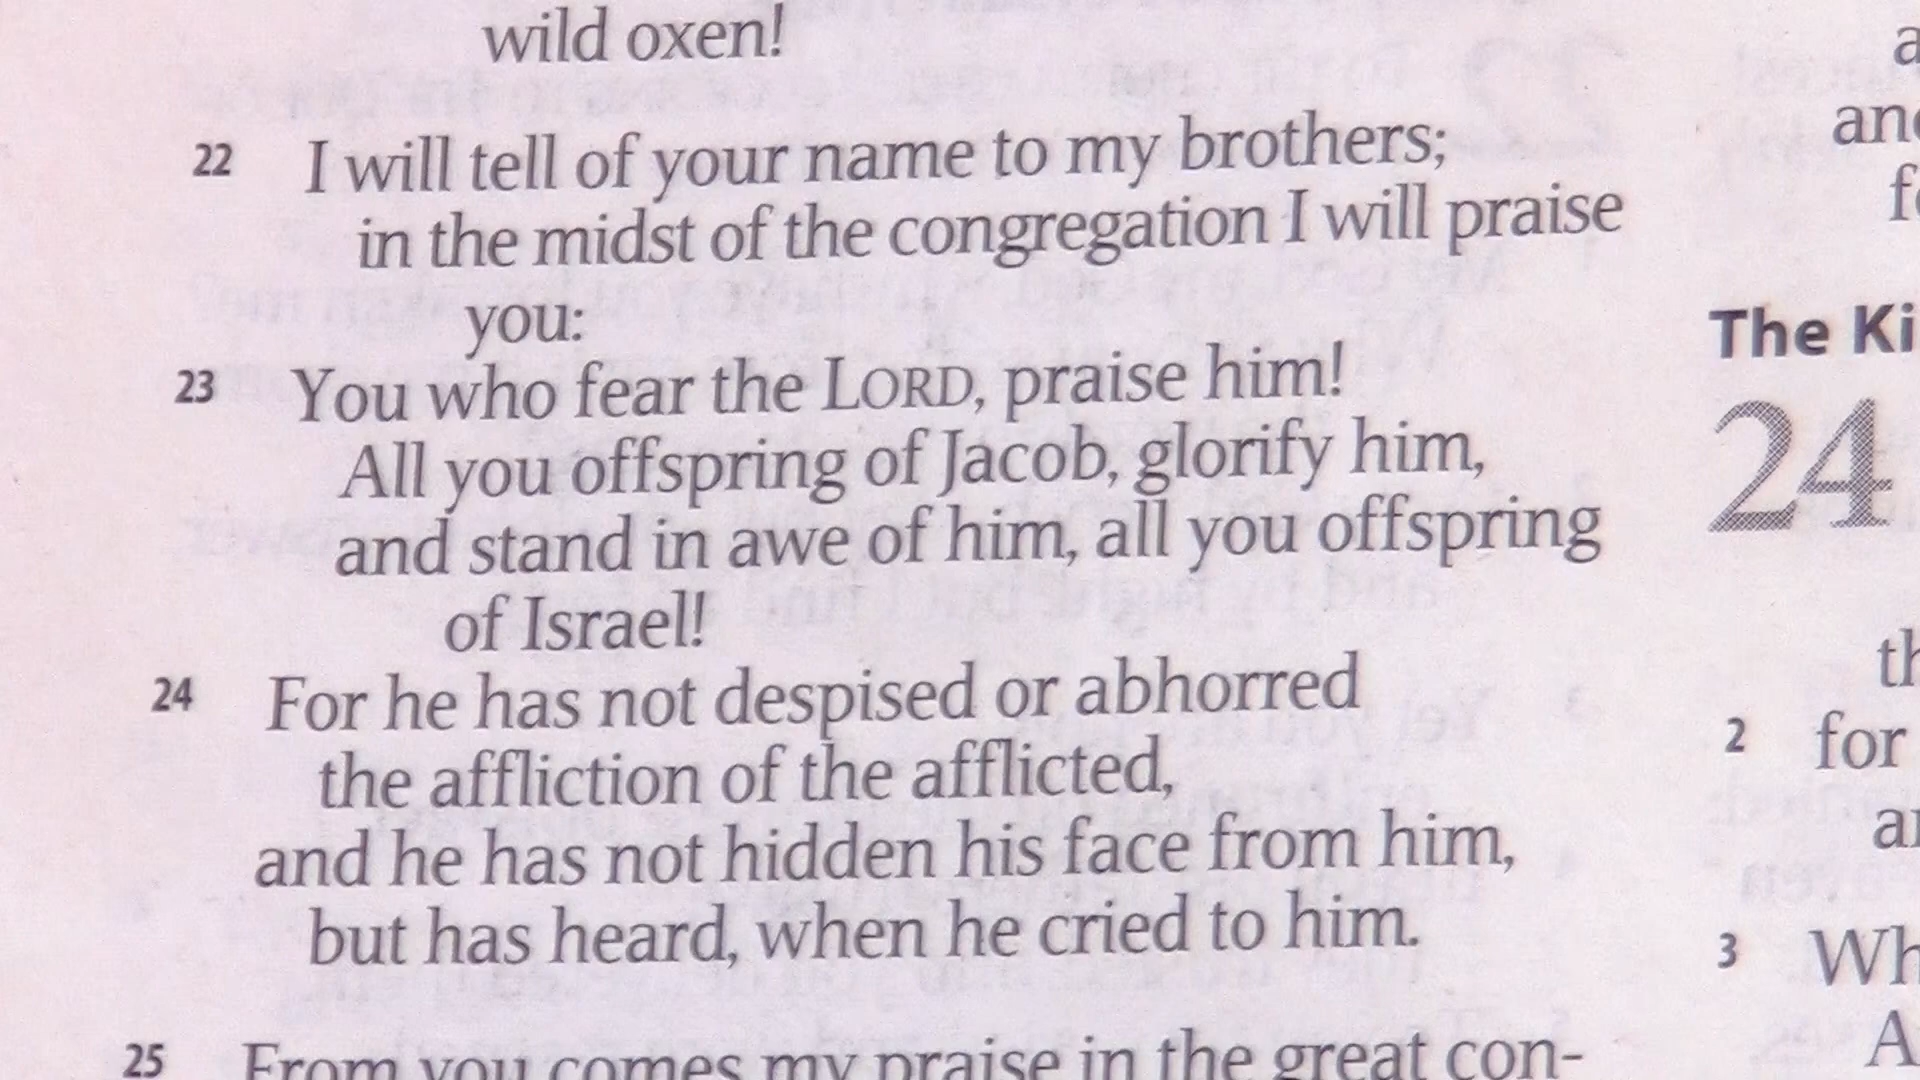 wild oxen!
22 I will tell of your name to my brothers;
in the midst of the congregation I will praise
you:
23 You who fear the LORD, praise him!
All you offspring of Jacob, glorify him,
and stand in awe of him, all you offspring
of Israel!
24 For he has not despised or abhorred
the affliction of the afflicted,
and he has not hidden his face from him,
but has heard, when he cried to him.
25 From you comes my praise in the great con-
The
24
2 for
3